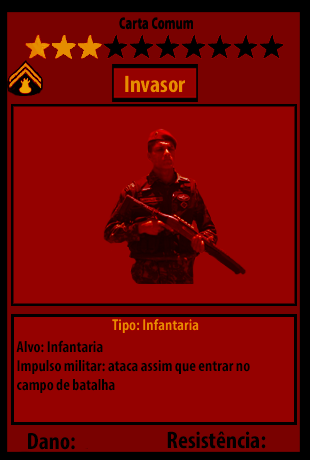 Carta Comum
Invasor
Tipo: Infantaria
Alvo: Infantaria
Impulso militar: ataca assim que entrar no
campo de batalha
Dano: Resistência: